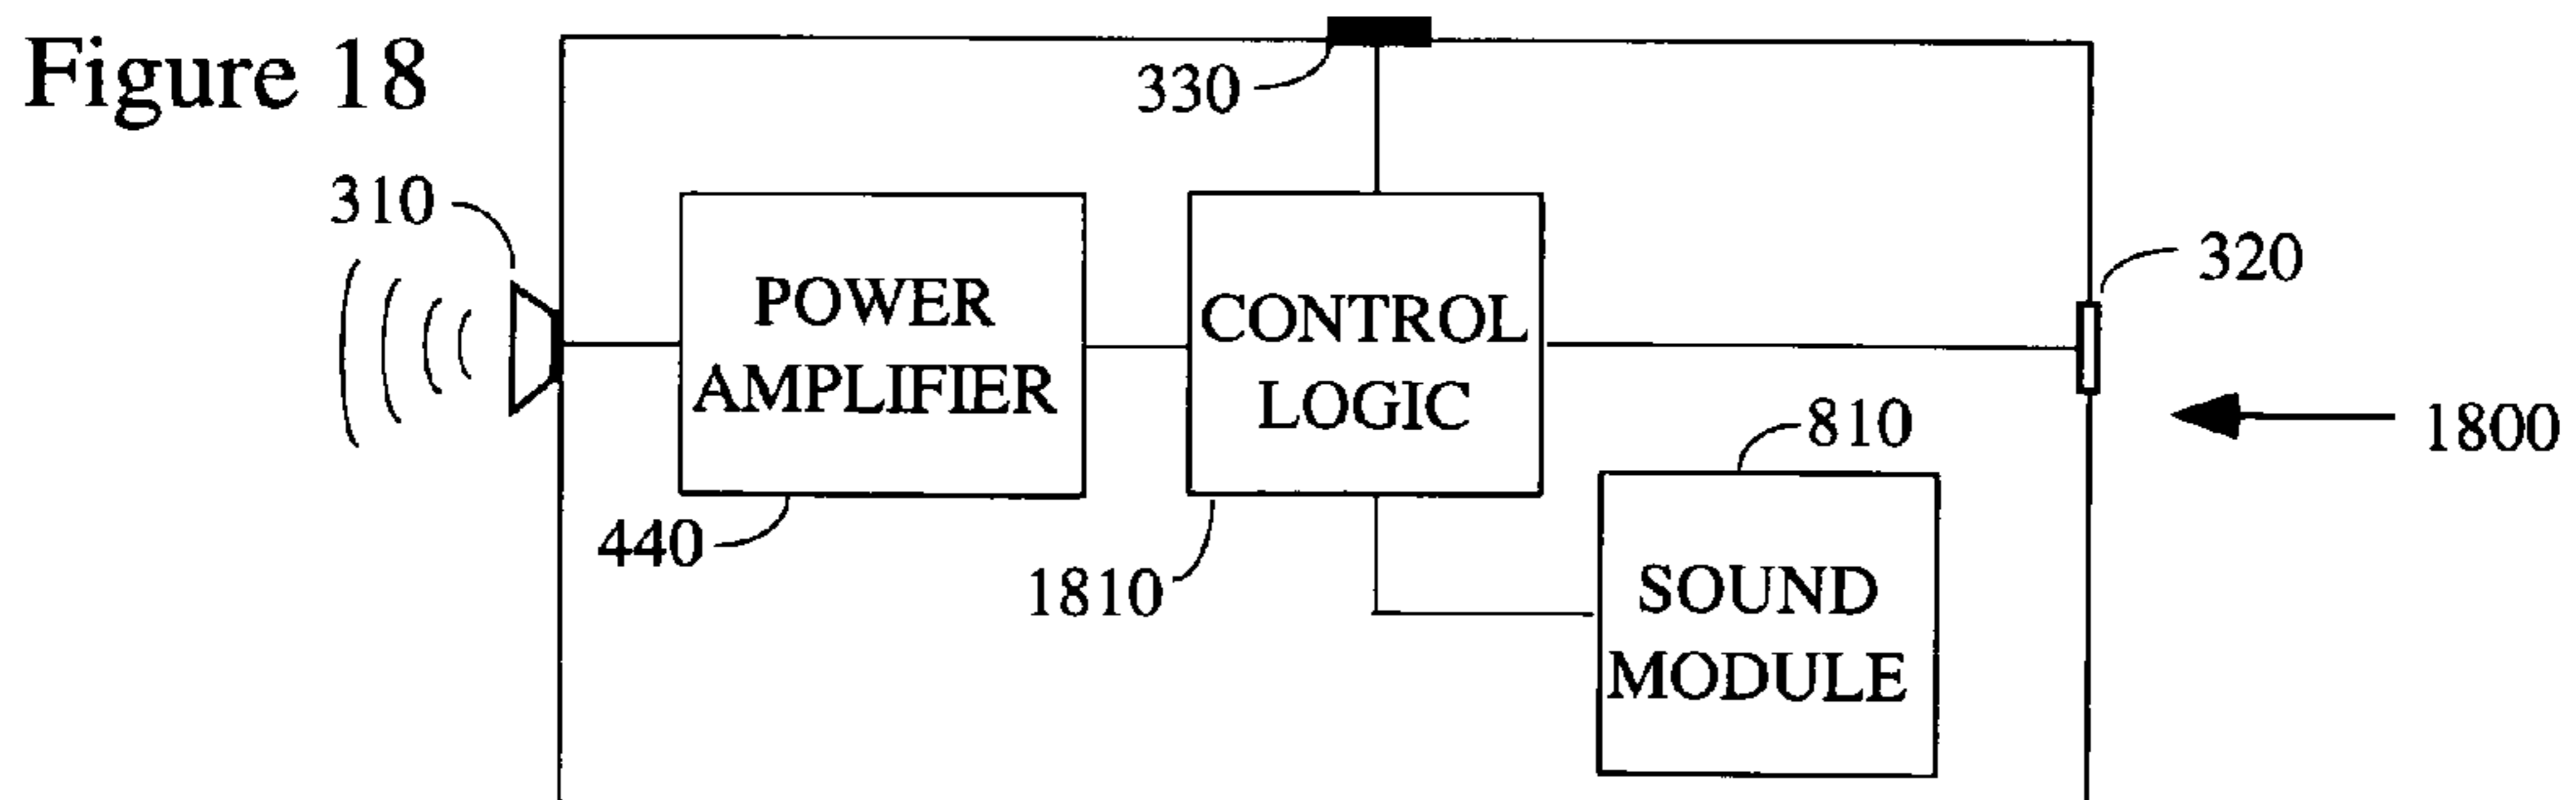 Figure 18
330
310
320
POWER
AMPLIFIER
CONTROL
LOGIC
810
1800
440
1810
SOUND
MODULE